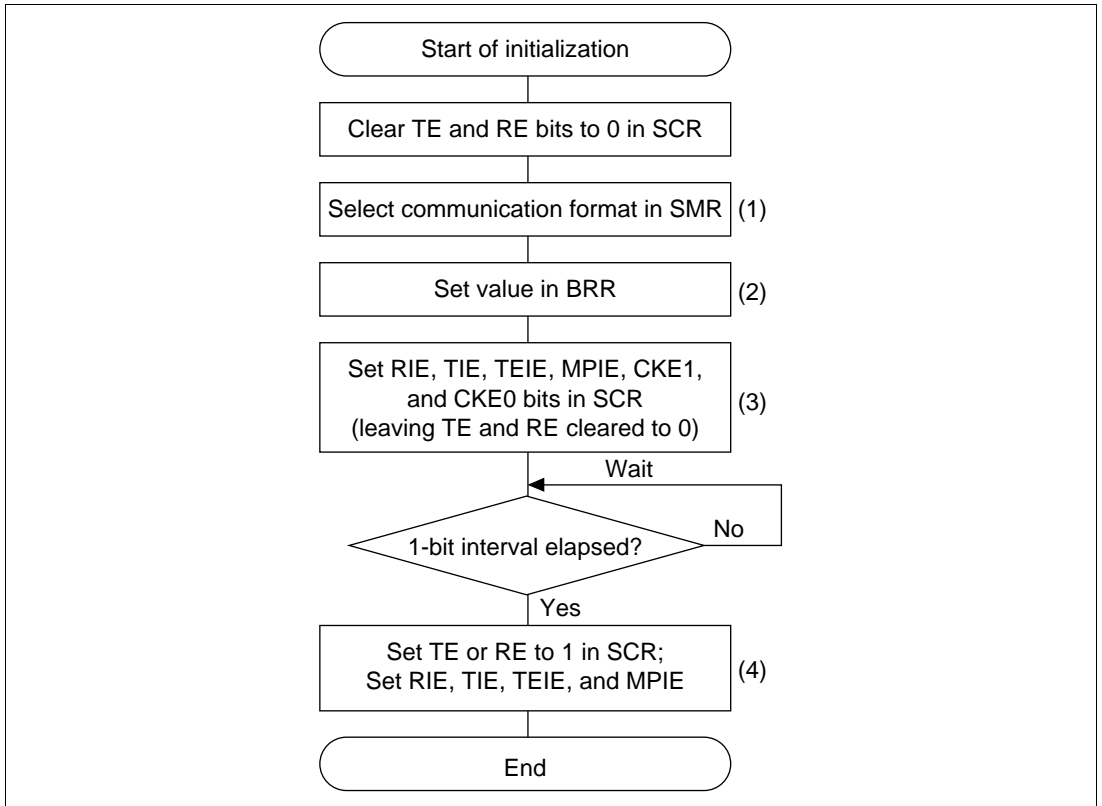 Start of initialization
Clear TE and RE bits to 0 in SCR
Select communication format in SMR
(1)
Set value in BRR
(2)
Set RIE, TIE, TEIE, MPIE, CKE1,
and CKE0 bits in SCR
(leaving TE and RE cleared to 0)
(3)
Wait
1-bit interval elapsed?
No
Yes
Set TE or RE to 1 in SCR;
Set RIE, TIE, TEIE, and MPIE
(4)
End